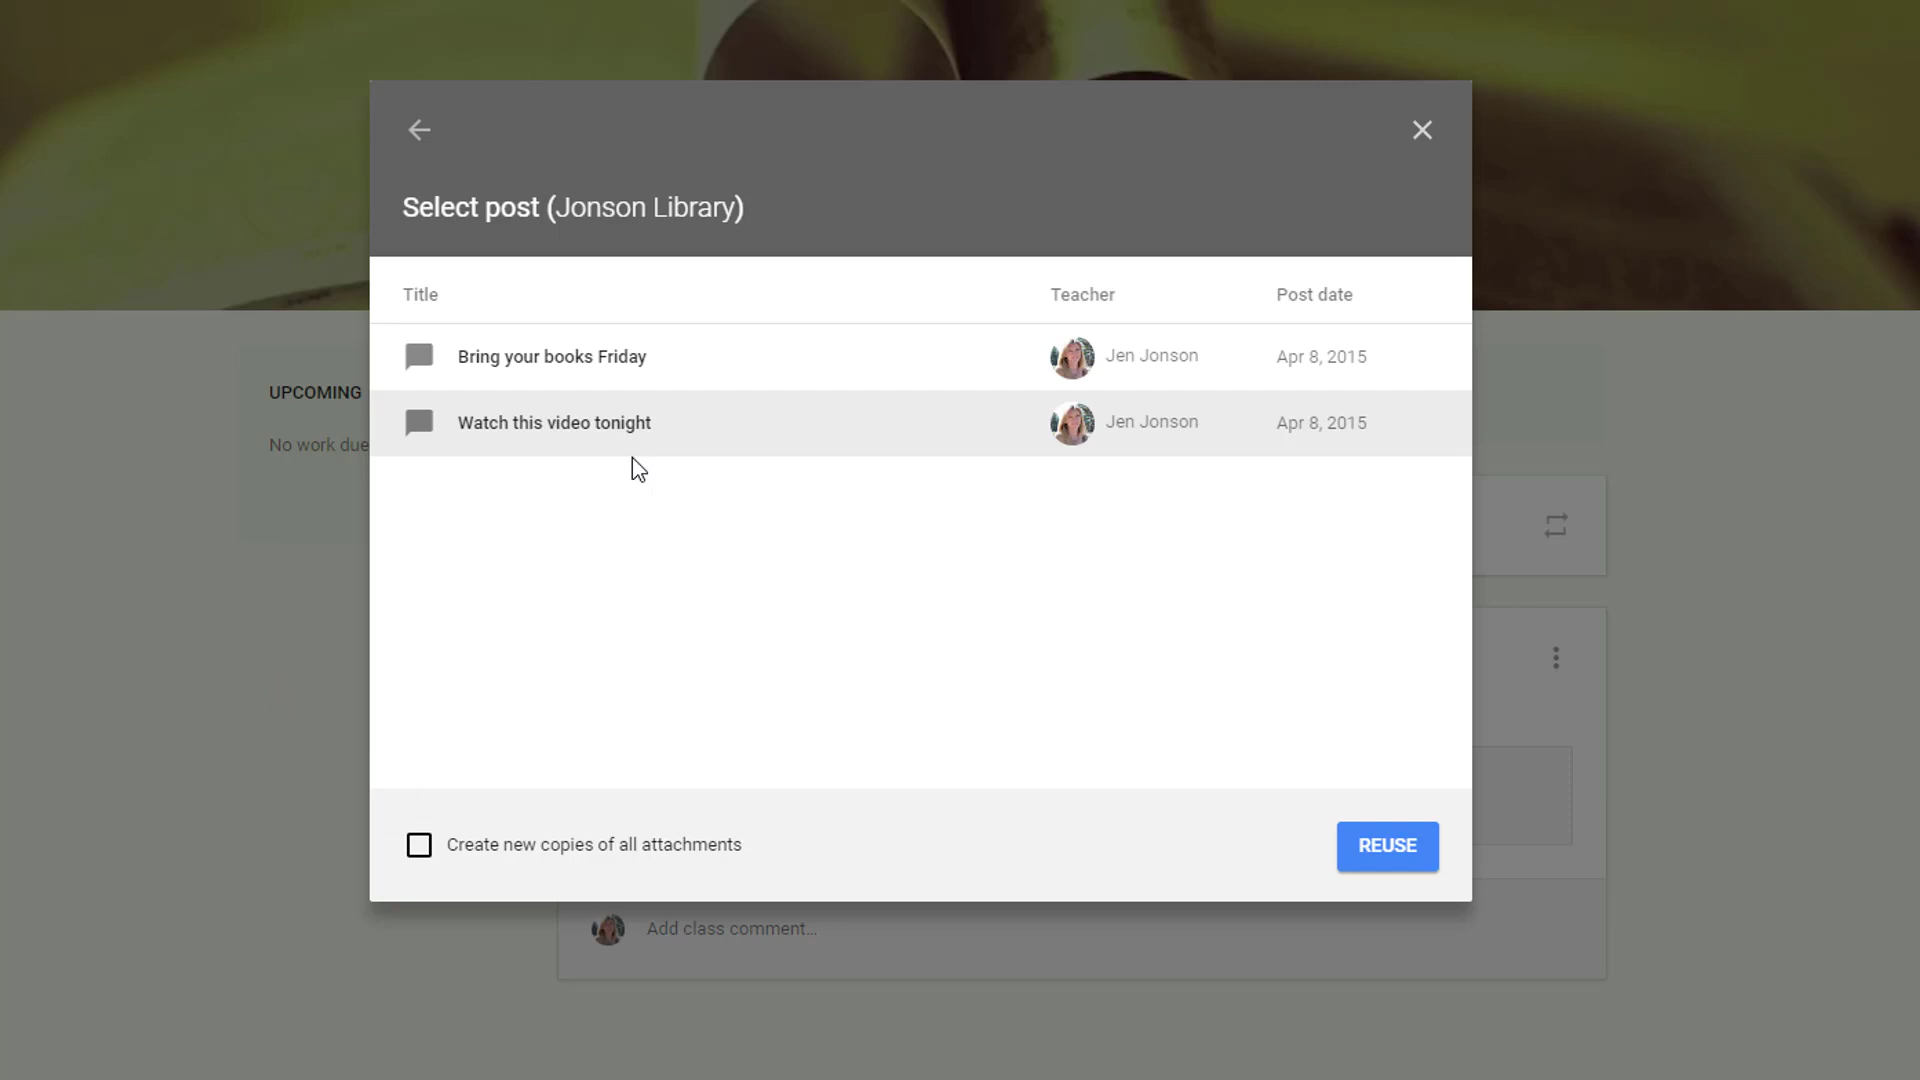 Select post (Jonson Library)
Title Teacher Post date
Bring your books Friday Jen Jonson Apr 8, 2015
UPCOMING
Watch this video tonight Jen Jonson Apr 8, 2015
No work due
Create new copies of all attachments REUSE
Add class comment...